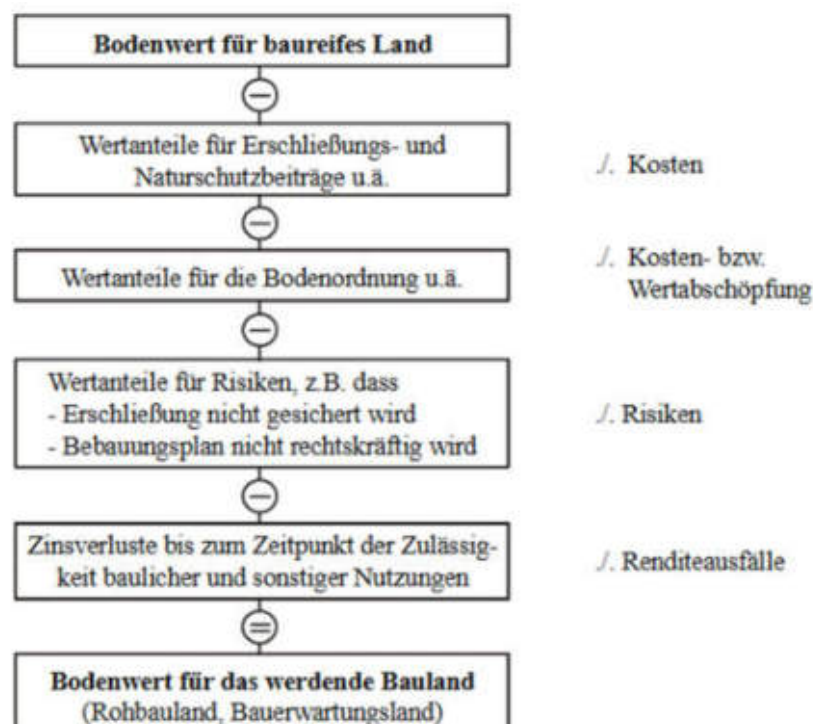 Bodenwert für baureifes Land
Wertanteile für Erschließungs- und
Naturschutzbeiträge u.ä.
./. Kosten
Wertanteile für die Bodenordnung u.ä.
./. Kosten- bzw.
Wertabschöpfung
Wertanteile für Risiken, z.B. dass
- Erschließung nicht gesichert wird
- Bebauungsplan nicht rechtskräftig wird
./. Risiken
Zinsverluste bis zum Zeitpunkt der Zulässig-
keit baulicher und sonstiger Nutzungen
./. Renditeausfälle
Bodenwert für das werdende Bauland
(Rohbauland, Bauerwartungsland)